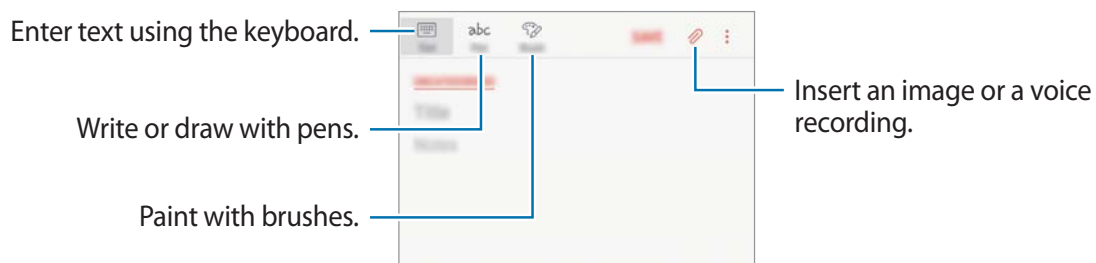 Enter text using the keyboard.
abc
Insert an image or a voice
recording.
Write or draw with pens.
Paint with brushes.